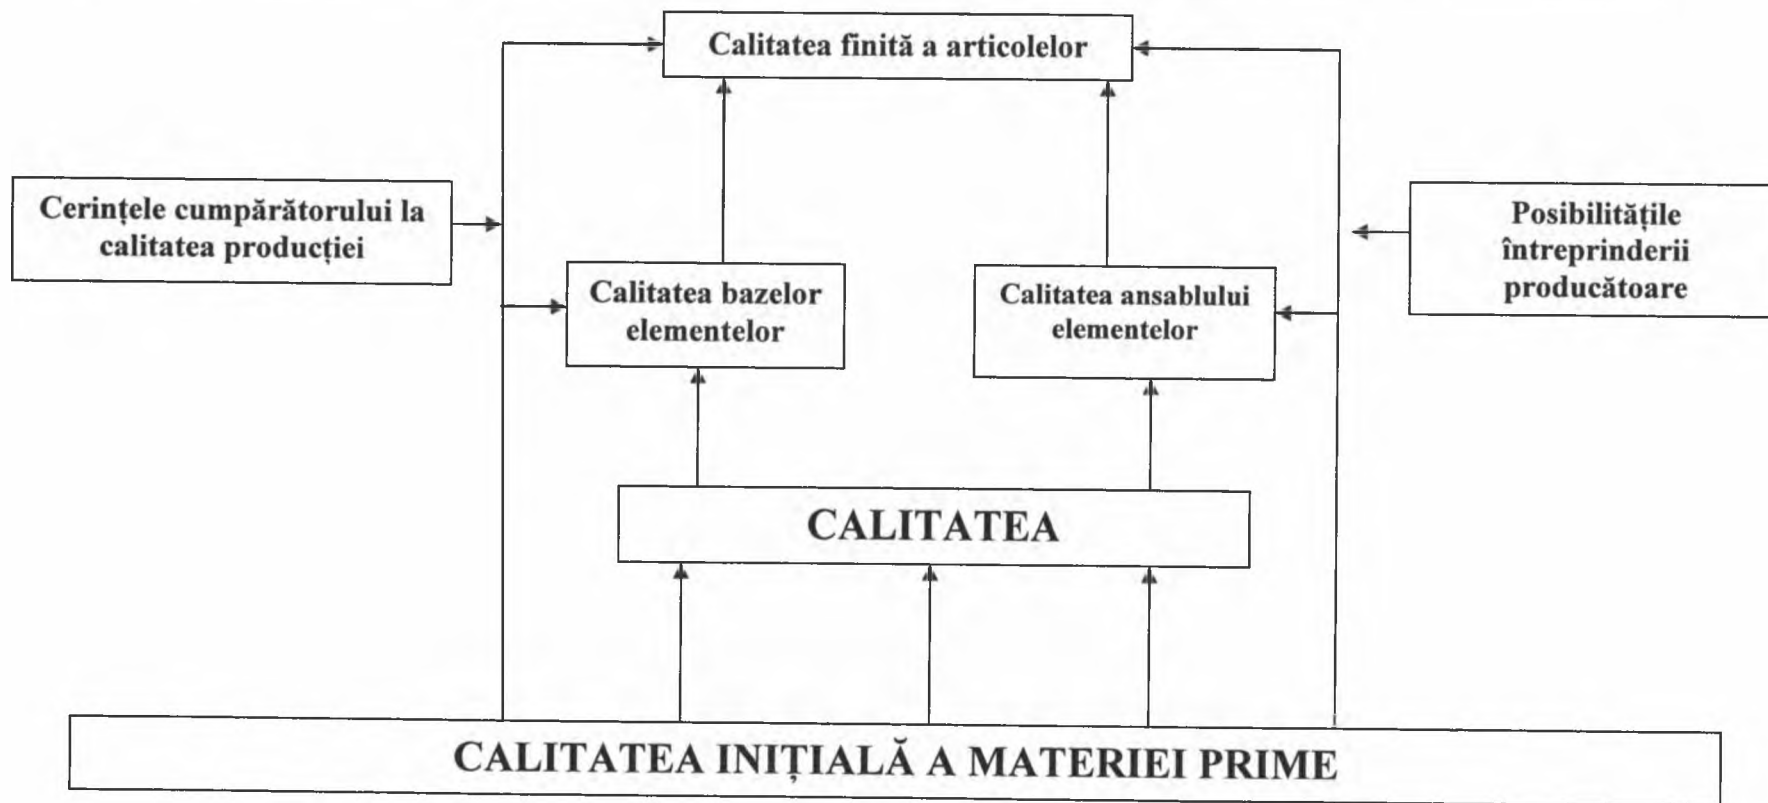 Calitatea finită a articolelor
Cerințele cumpărătorului la
calitatea producției
Posibilitățile
întreprinderii
producătoare
Calitatea bazelor
elementelor
Calitatea ansablului
elementelor
CALITATEA
CALITATEA INIȚIALĂ A MATERIEI PRIME